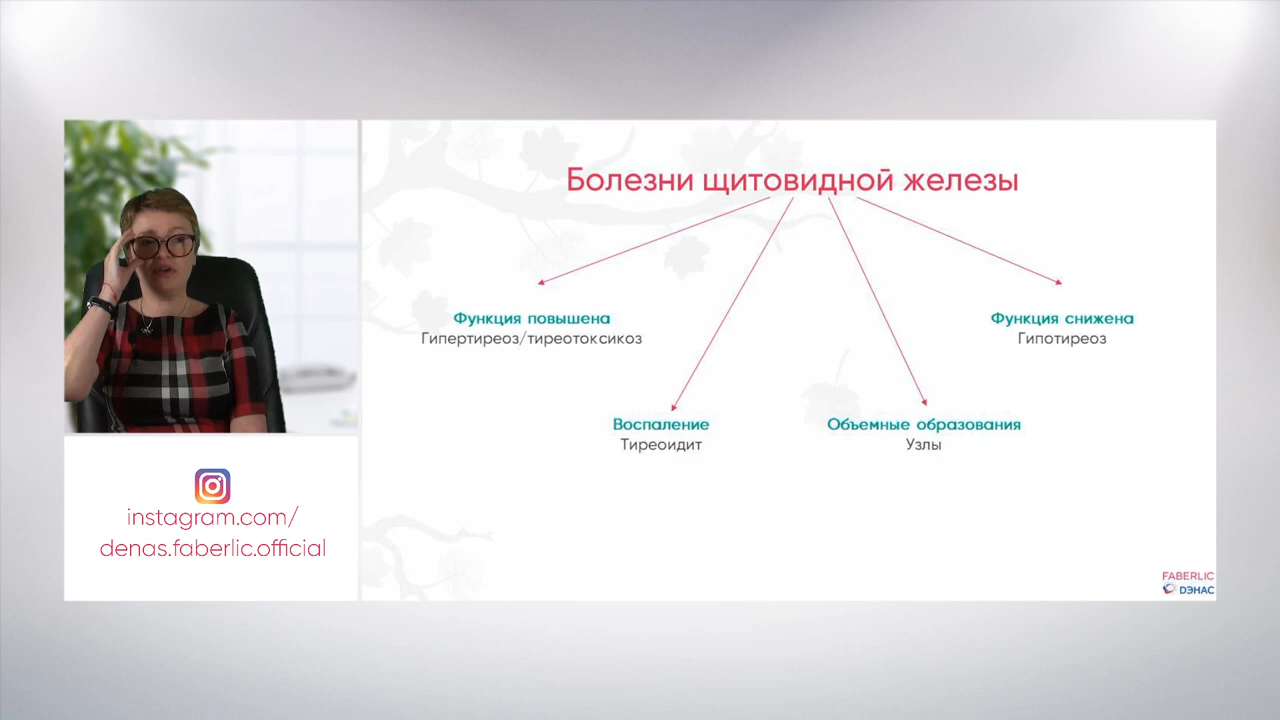 Болезни щитовидной железы
Функция повышена
Гипертиреоз/тиреотоксикоз
Функция снижена
Гипотиреоз
Воспаление
Тиреоидит
Объемные образования
Узлы
instagram.com/
denas.faberlic.official
FABERLIC
DЭНАС